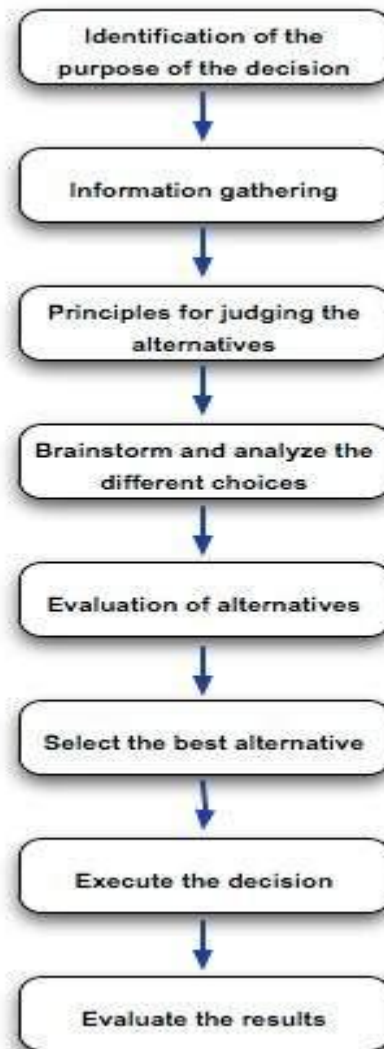 Identification of the
purpose of the decision
Information gathering
Principles for judging the
alternatives
Brainstorm and analyze the
different choices
Evaluation of alternatives
Select the best alternative
Execute the decision
Evaluate the results